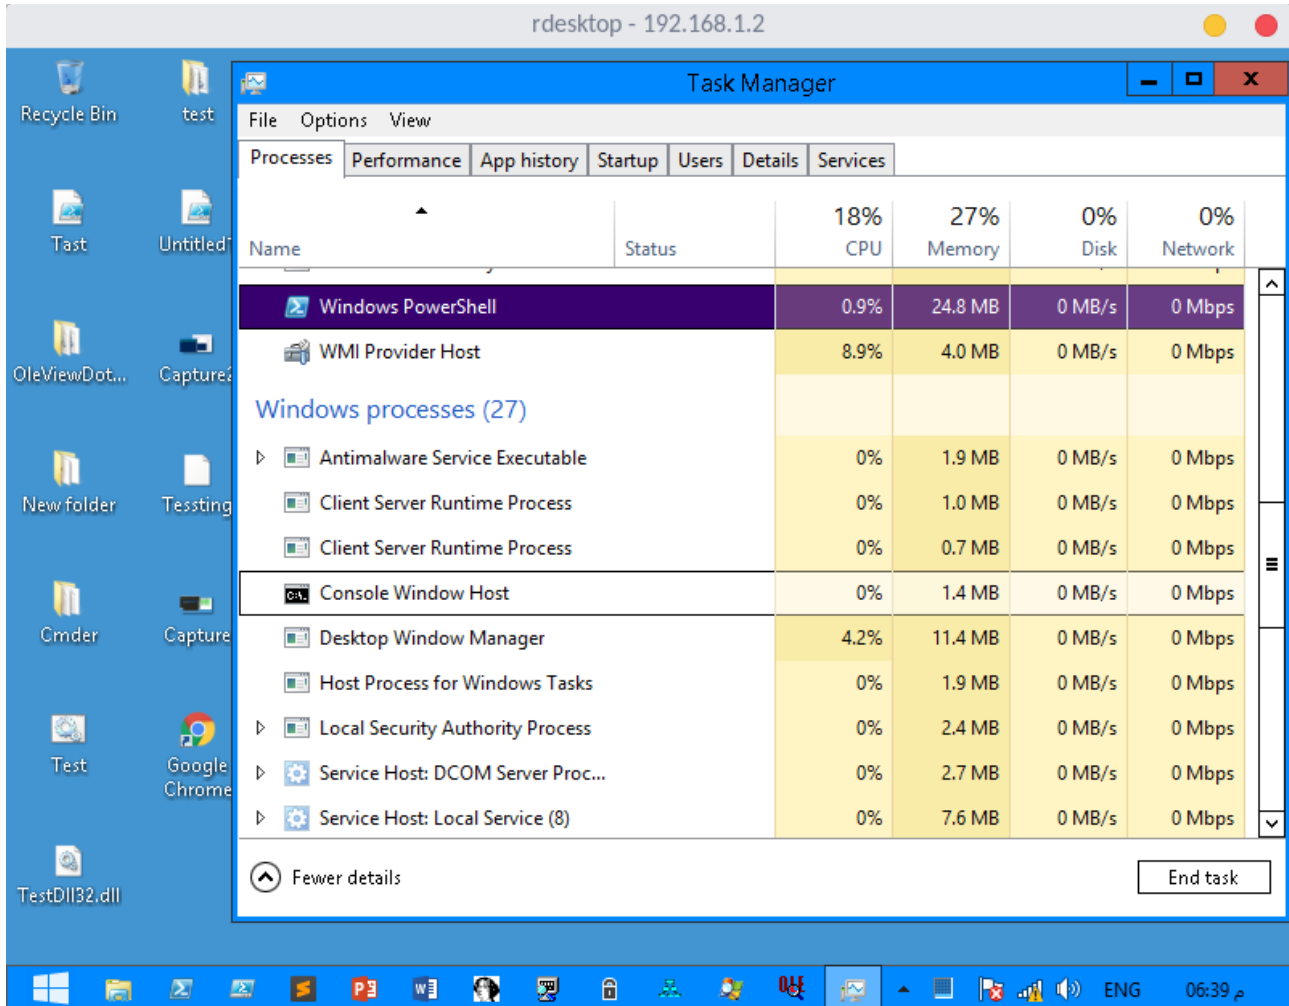 rdesktop - 192.168.1.2
Recycle Bin
test
Tast
Untitled
OleViewDot...
Capture2
New folder
Tessting
Cmder
Capture
Test
Google Chrome
TestDll32.dll
Task Manager
File Options View
Processes Performance App history Startup Users Details Services
18% 27% 0% 0%
Name Status CPU Memory Disk Network
Windows PowerShell 0.9% 24.8 MB 0 MB/s 0 Mbps
WMI Provider Host 8.9% 4.0 MB 0 MB/s 0 Mbps
Windows processes (27)
Antimalware Service Executable 0% 1.9 MB 0 MB/s 0 Mbps
Client Server Runtime Process 0% 1.0 MB 0 MB/s 0 Mbps
Client Server Runtime Process 0% 0.7 MB 0 MB/s 0 Mbps
Console Window Host 0% 1.4 MB 0 MB/s 0 Mbps
Desktop Window Manager 4.2% 11.4 MB 0 MB/s 0 Mbps
Host Process for Windows Tasks 0% 1.9 MB 0 MB/s 0 Mbps
Local Security Authority Process 0% 2.4 MB 0 MB/s 0 Mbps
Service Host: DCOM Server Proc... 0% 2.7 MB 0 MB/s 0 Mbps
Service Host: Local Service (8) 0% 7.6 MB 0 MB/s 0 Mbps
Fewer details
End task
ENG
06:39 م